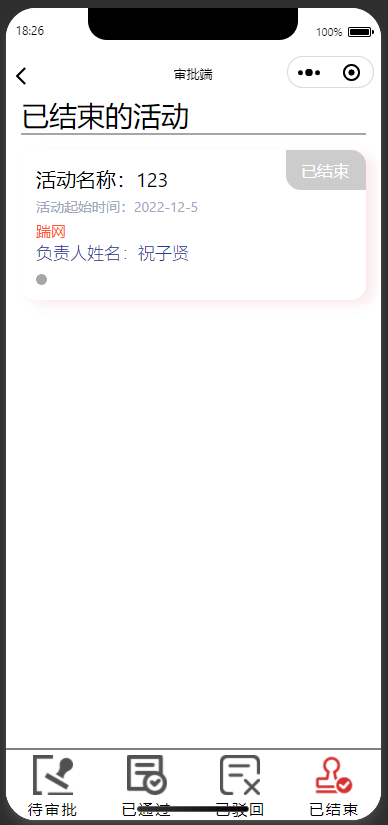 18:26
100%
审批端
已结束的活动
已结束
活动名称：123
活动起始时间：2022-12-5
踹网
负责人姓名：祝子贤
待审批
已通过
已驳回
已结束